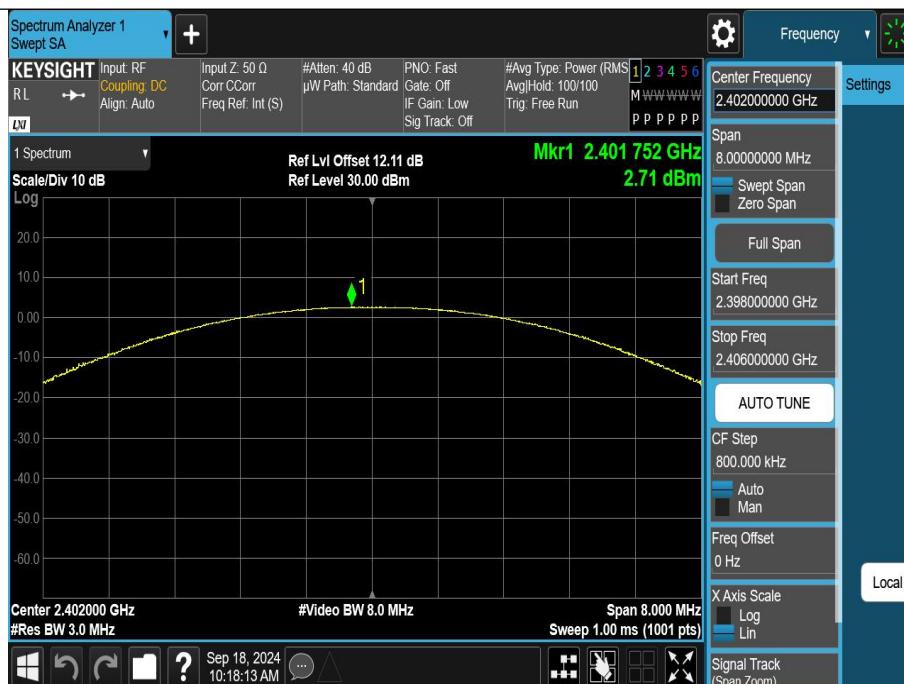 Spectrum Analyzer 1
Swept SA
+
Frequency
KEYSIGHT
RL
LXI
Input: RF
Coupling: DC
Align: Auto
Input Z: 50 Ω
Corr CCorr
Freq Ref: Int (S)
#Atten: 40 dB
µW Path: Standard
PNO: Fast
Gate: Off
IF Gain: Low
Sig Track: Off
#Avg Type: Power (RMS
Avg|Hold: 100/100
Trig: Free Run
1 2 3 4 5 6
M W W W W W
P P P P P P
Center Frequency
2.402000000 GHz
Settings
Span
8.00000000 MHz
Swept Span
Zero Span
Full Span
Start Freq
2.398000000 GHz
Stop Freq
2.406000000 GHz
AUTO TUNE
CF Step
800.000 kHz
Auto
Man
Freq Offset
0 Hz
X Axis Scale
Log
Lin
Signal Track
(Span Zoom)
Local
1 Spectrum
Scale/Div 10 dB
Ref Lvl Offset 12.11 dB
Ref Level 30.00 dBm
Mkr1 2.401 752 GHz
2.71 dBm
Log
20.0
10.0
0.00
-10.0
-20.0
-30.0
-40.0
-50.0
-60.0
1
Center 2.402000 GHz
#Video BW 8.0 MHz
Span 8.000 MHz
#Res BW 3.0 MHz
Sweep 1.00 ms (1001 pts)
?
Sep 18, 2024
10:18:13 AM